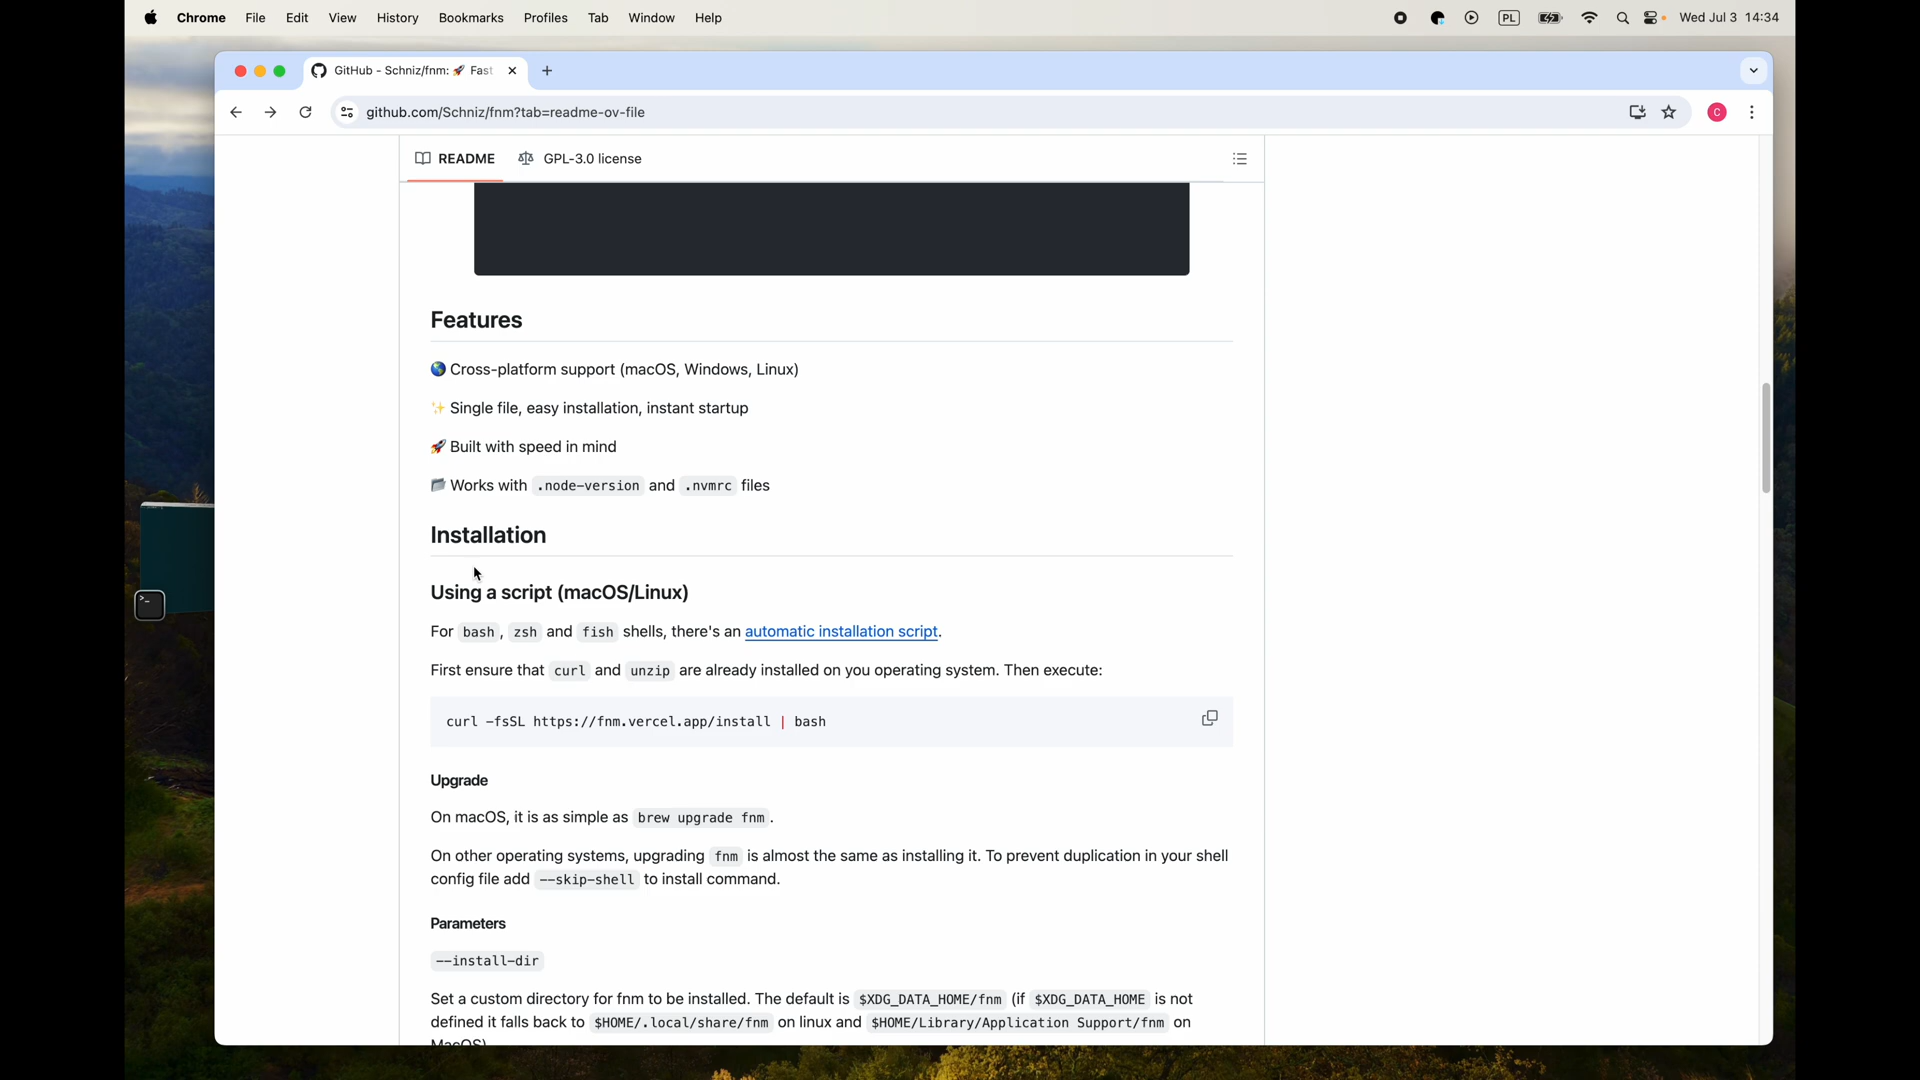 Chrome File Edit View History Bookmarks Profiles Tab Window Help PL Wed Jul 3 14:34
GitHub - Schniz/fnm: 🚀 Fast
github.com/Schniz/fnm?tab=readme-ov-file C
README GPL-3.0 license
Features
🌎 Cross-platform support (macOS, Windows, Linux)
✨ Single file, easy installation, instant startup
🚀 Built with speed in mind
📂 Works with .node-version and .nvmrc files
Installation
Using a script (macOS/Linux)
For bash, zsh and fish shells, there's an automatic installation script.
First ensure that curl and unzip are already installed on you operating system. Then execute:
curl -fsSL https://fnm.vercel.app/install | bash
Upgrade
On macOS, it is as simple as brew upgrade fnm.
On other operating systems, upgrading fnm is almost the same as installing it. To prevent duplication in your shell
config file add --skip-shell to install command.
Parameters
--install-dir
Set a custom directory for fnm to be installed. The default is $XDG_DATA_HOME/fnm (if $XDG_DATA_HOME is not
defined it falls back to $HOME/.local/share/fnm on linux and $HOME/Library/Application Support/fnm on
MacOS)